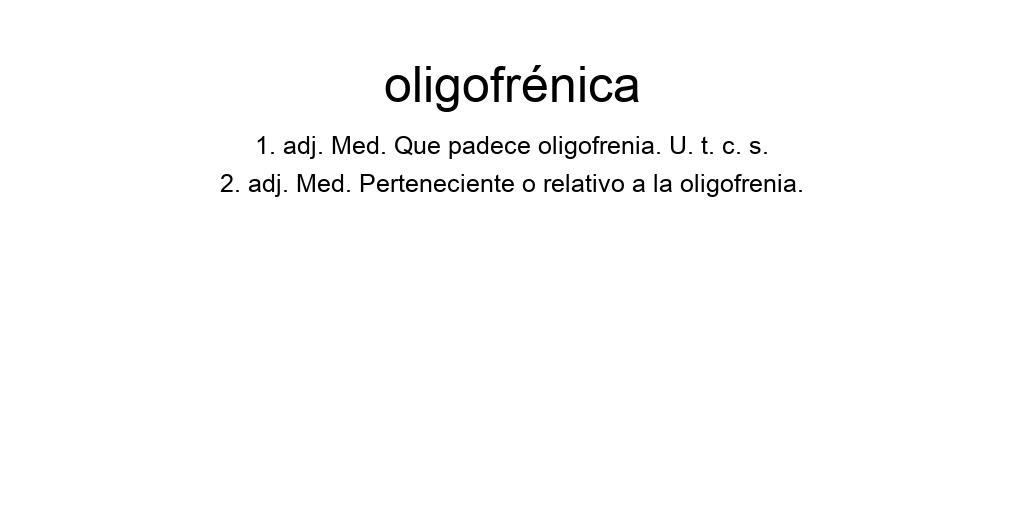 oligofrénica
1. adj. Med. Que padece oligofrenia. U. t. c. s.
2. adj. Med. Perteneciente o relativo a la oligofrenia.